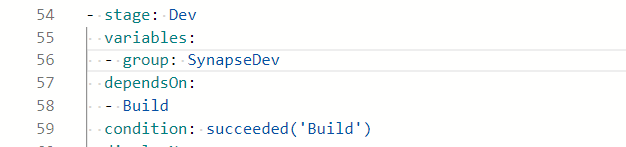 54 - stage: Dev
55 variables:
56 - group: SynapseDev
57 dependsOn:
58 - Build
59 condition: succeeded('Build')